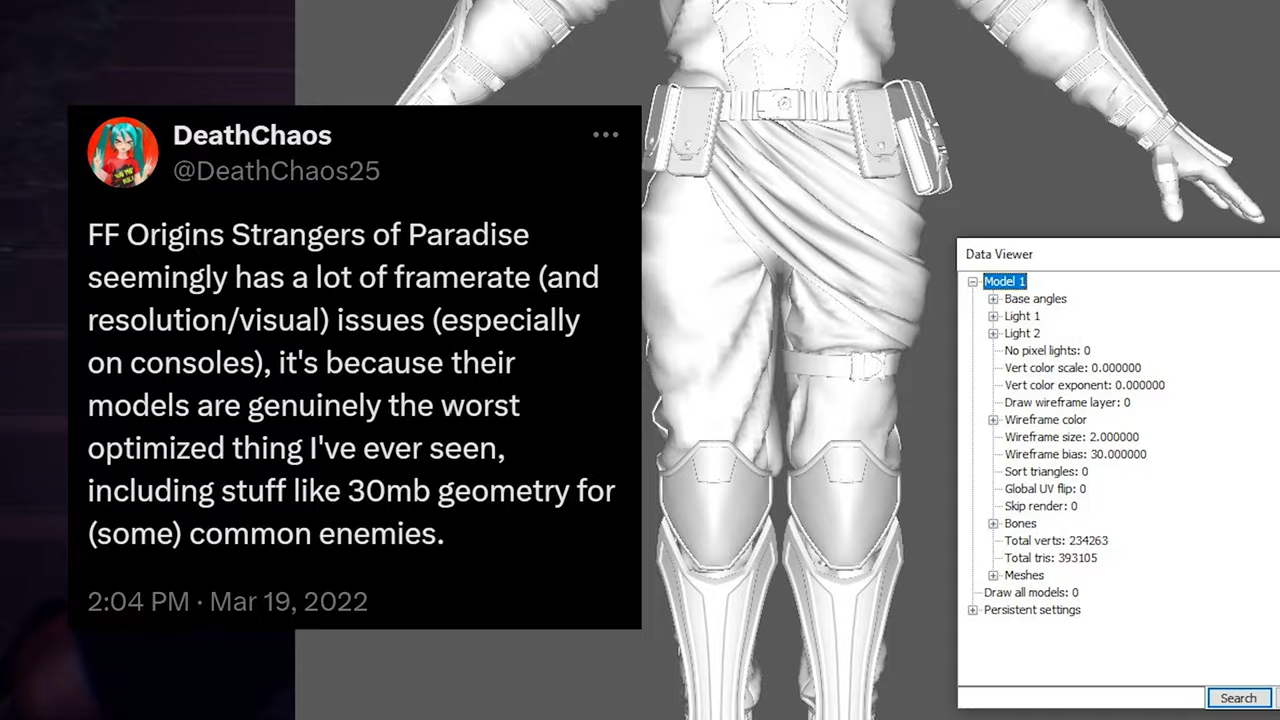 DeathChaos
@DeathChaos25
FF Origins Strangers of Paradise
seemingly has a lot of framerate (and
resolution/visual) issues (especially
on consoles), it's because their
models are genuinely the worst
optimized thing I've ever seen,
including stuff like 30mb geometry for
(some) common enemies.
2:04 PM · Mar 19, 2022
Data Viewer
Model 1
Base angles
Light 1
Light 2
No pixel lights: 0
Vert color scale: 0.000000
Vert color exponent: 0.000000
Draw wireframe layer: 0
Wireframe color
Wireframe size: 2.000000
Wireframe bias: 30.000000
Sort triangles: 0
Global UV flip: 0
Skip render: 0
Bones
Total verts: 234263
Total tris: 393105
Meshes
Draw all models: 0
Persistent settings
Search